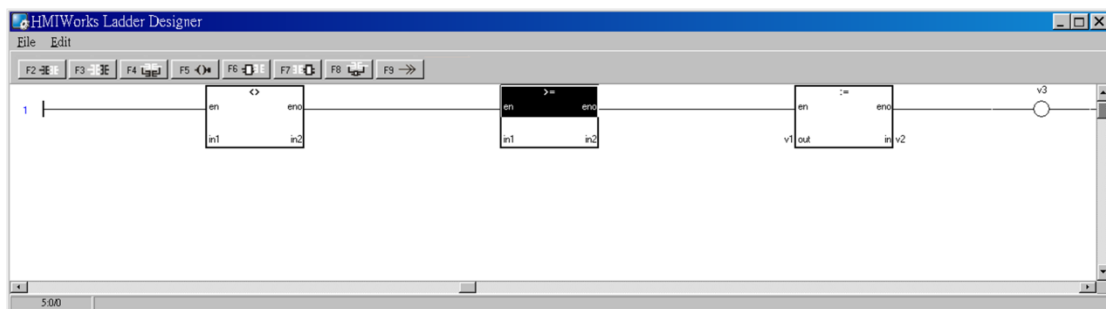 HMIWorks Ladder Designer
File Edit
F2 F3 F4 F5 F6 F7 F8 F9
<> >= := v3
1 en eno en eno en eno
in1 in2 in1 in2 v1 out in v2
5:0/0